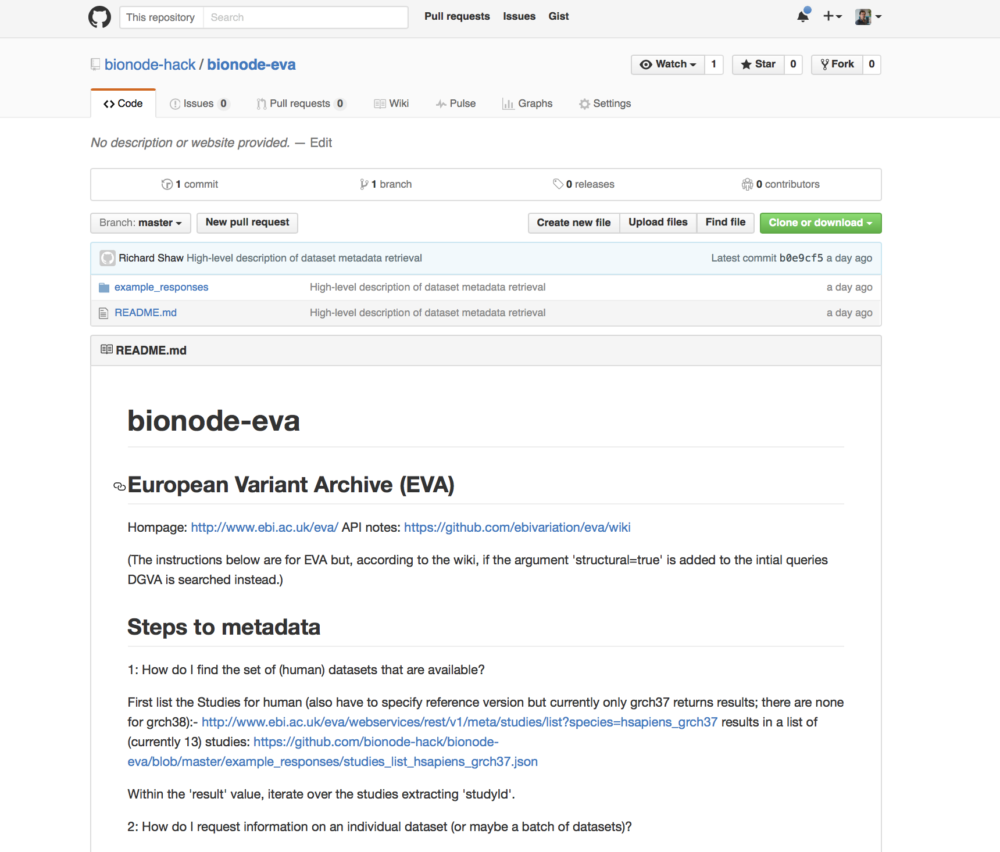 This repository Search Pull requests Issues Gist
bionode-hack / bionode-eva Watch 1 Star 0 Fork 0
Code Issues 0 Pull requests 0 Wiki Pulse Graphs Settings
No description or website provided. — Edit
1 commit 1 branch 0 releases 0 contributors
Branch: master New pull request Create new file Upload files Find file Clone or download
Richard Shaw High-level description of dataset metadata retrieval Latest commit b0e9cf5 a day ago
example_responses High-level description of dataset metadata retrieval a day ago
README.md High-level description of dataset metadata retrieval a day ago
README.md
bionode-eva
European Variant Archive (EVA)
Hompage: http://www.ebi.ac.uk/eva/ API notes: https://github.com/ebivariation/eva/wiki
(The instructions below are for EVA but, according to the wiki, if the argument 'structural=true' is added to the intial queries
DGVA is searched instead.)
Steps to metadata
1: How do I find the set of (human) datasets that are available?
First list the Studies for human (also have to specify reference version but currently only grch37 returns results; there are none
for grch38):- http://www.ebi.ac.uk/eva/webservices/rest/v1/meta/studies/list?species=hsapiens_grch37 results in a list of
(currently 13) studies: https://github.com/bionode-hack/bionode-
eva/blob/master/example_responses/studies_list_hsapiens_grch37.json
Within the 'result' value, iterate over the studies extracting 'studyId'.
2: How do I request information on an individual dataset (or maybe a batch of datasets)?